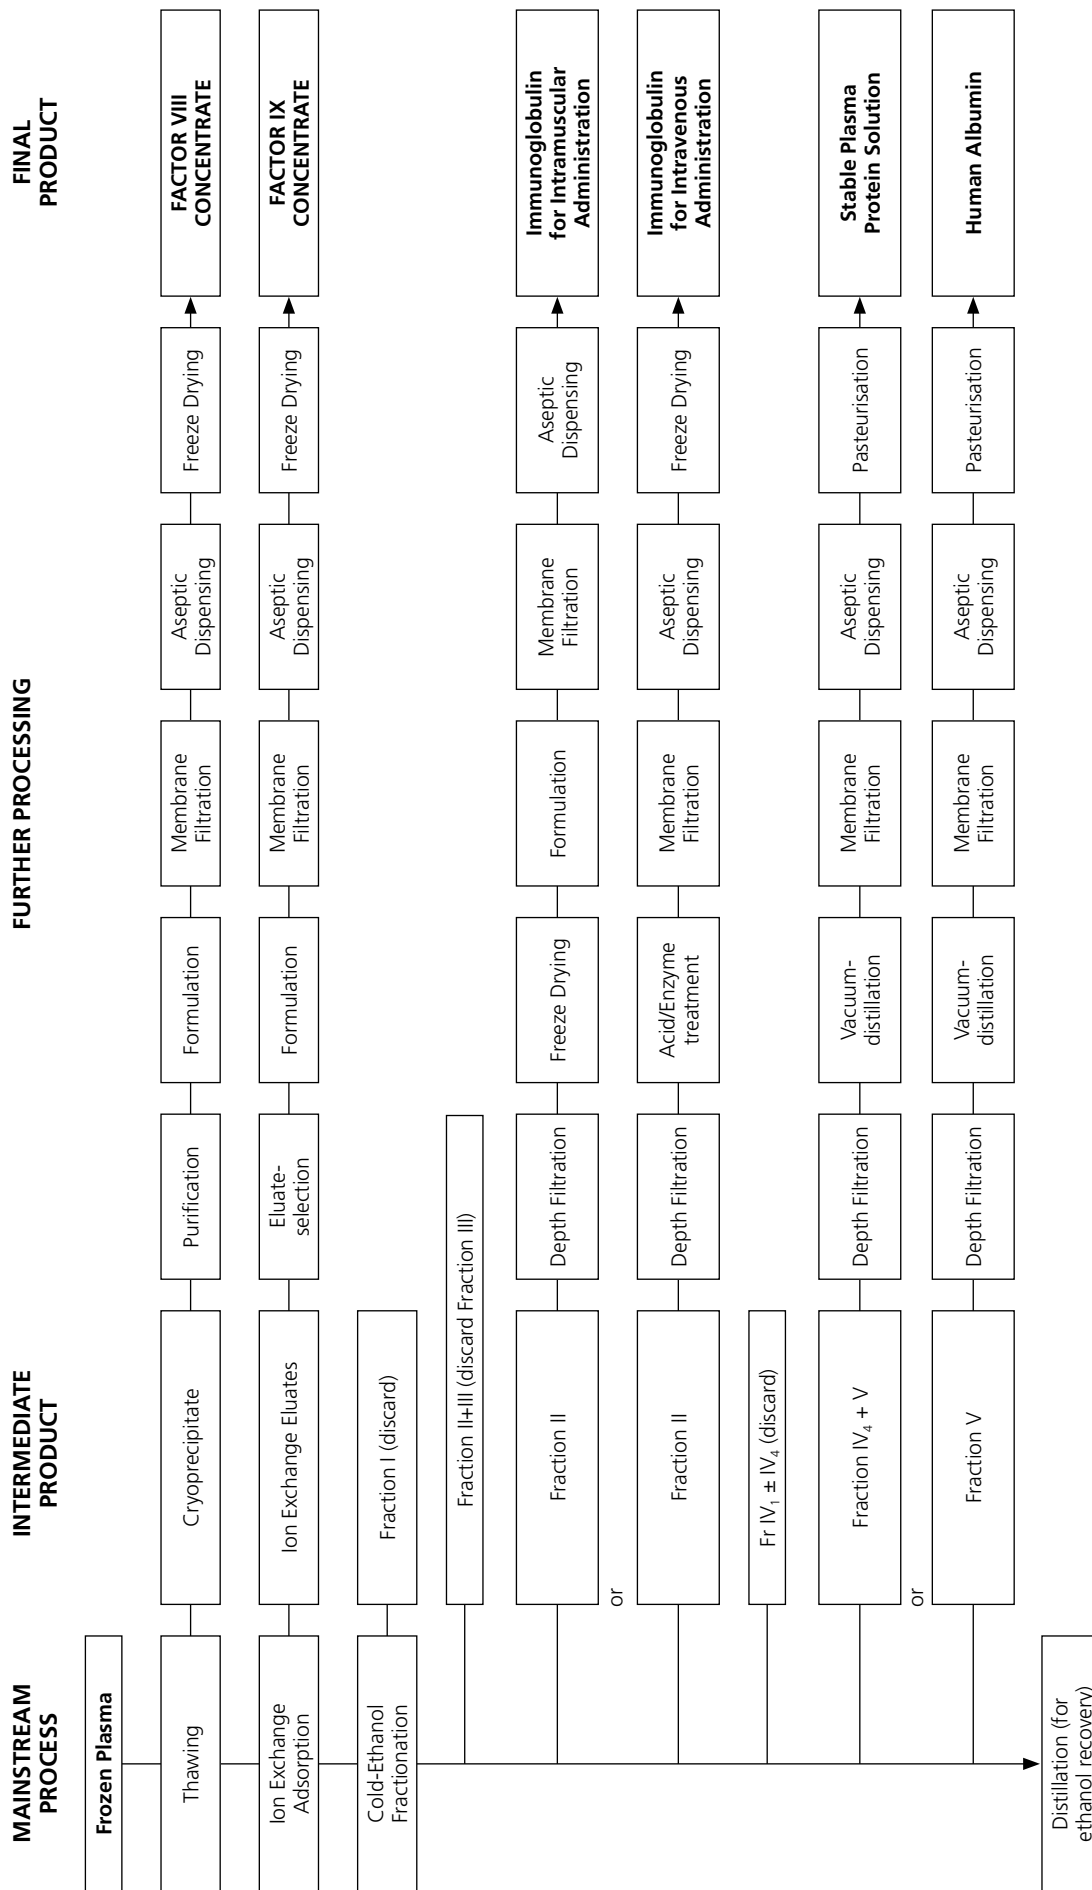 MAINSTREAM
PROCESS
INTERMEDIATE
PRODUCT
FURTHER PROCESSING
FINAL
PRODUCT
Frozen Plasma
Thawing
Cryoprecipitate
Purification
Formulation
Membrane
Filtration
Aseptic
Dispensing
Freeze Drying
FACTOR VIII
CONCENTRATE
Ion Exchange
Adsorption
Ion Exchange Eluates
Eluate-
selection
Formulation
Membrane
Filtration
Aseptic
Dispensing
Freeze Drying
FACTOR IX
CONCENTRATE
Cold-Ethanol
Fractionation
Fraction I (discard)
Fraction II+III (discard Fraction III)
Fraction II
Depth Filtration
Freeze Drying
Formulation
Membrane
Filtration
Aseptic
Dispensing
Immunoglobulin
for Intramuscular
Administration
or
Fraction II
Depth Filtration
Acid/Enzyme
treatment
Membrane
Filtration
Aseptic
Dispensing
Freeze Drying
Immunoglobulin
for Intravenous
Administration
Fr IV₁ ± IV₄ (discard)
Fraction IV₄ + V
Depth Filtration
Vacuum-
distillation
Membrane
Filtration
Aseptic
Dispensing
Pasteurisation
Stable Plasma
Protein Solution
or
Fraction V
Depth Filtration
Vacuum-
distillation
Membrane
Filtration
Aseptic
Dispensing
Pasteurisation
Human Albumin
Distillation (for
ethanol recovery)